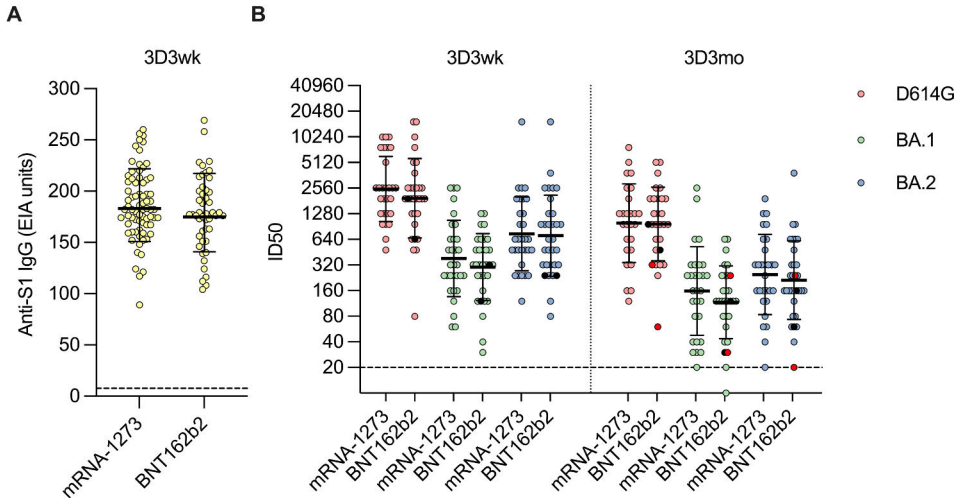 A
B
3D3wk
3D3wk
3D3mo
Anti-S1 IgG (EIA units)
300
250
200
150
100
50
0
mRNA-1273
BNT162b2
ID50
40960
20480
10240
5120
2560
1280
640
320
160
80
40
20
mRNA-1273
BNT162b2
mRNA-1273
BNT162b2
mRNA-1273
BNT162b2
mRNA-1273
BNT162b2
mRNA-1273
BNT162b2
mRNA-1273
BNT162b2
D614G
BA.1
BA.2